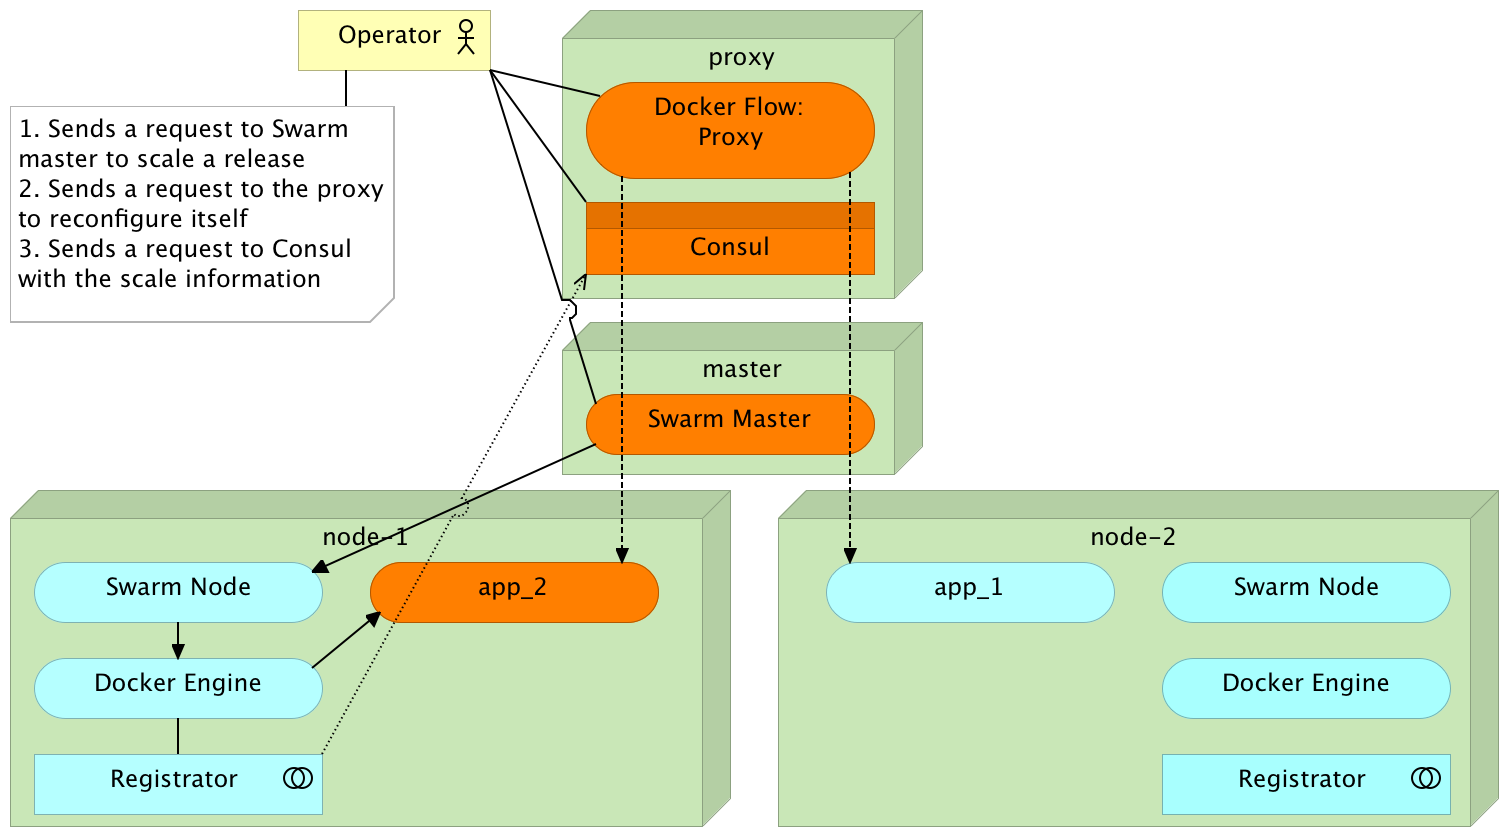 Operator
1. Sends a request to Swarm
master to scale a release
2. Sends a request to the proxy
to reconfigure itself
3. Sends a request to Consul
with the scale information
proxy
Docker Flow:
Proxy
Consul
master
Swarm Master
node-1
Swarm Node
app_2
Docker Engine
Registrator
node-2
app_1
Swarm Node
Docker Engine
Registrator